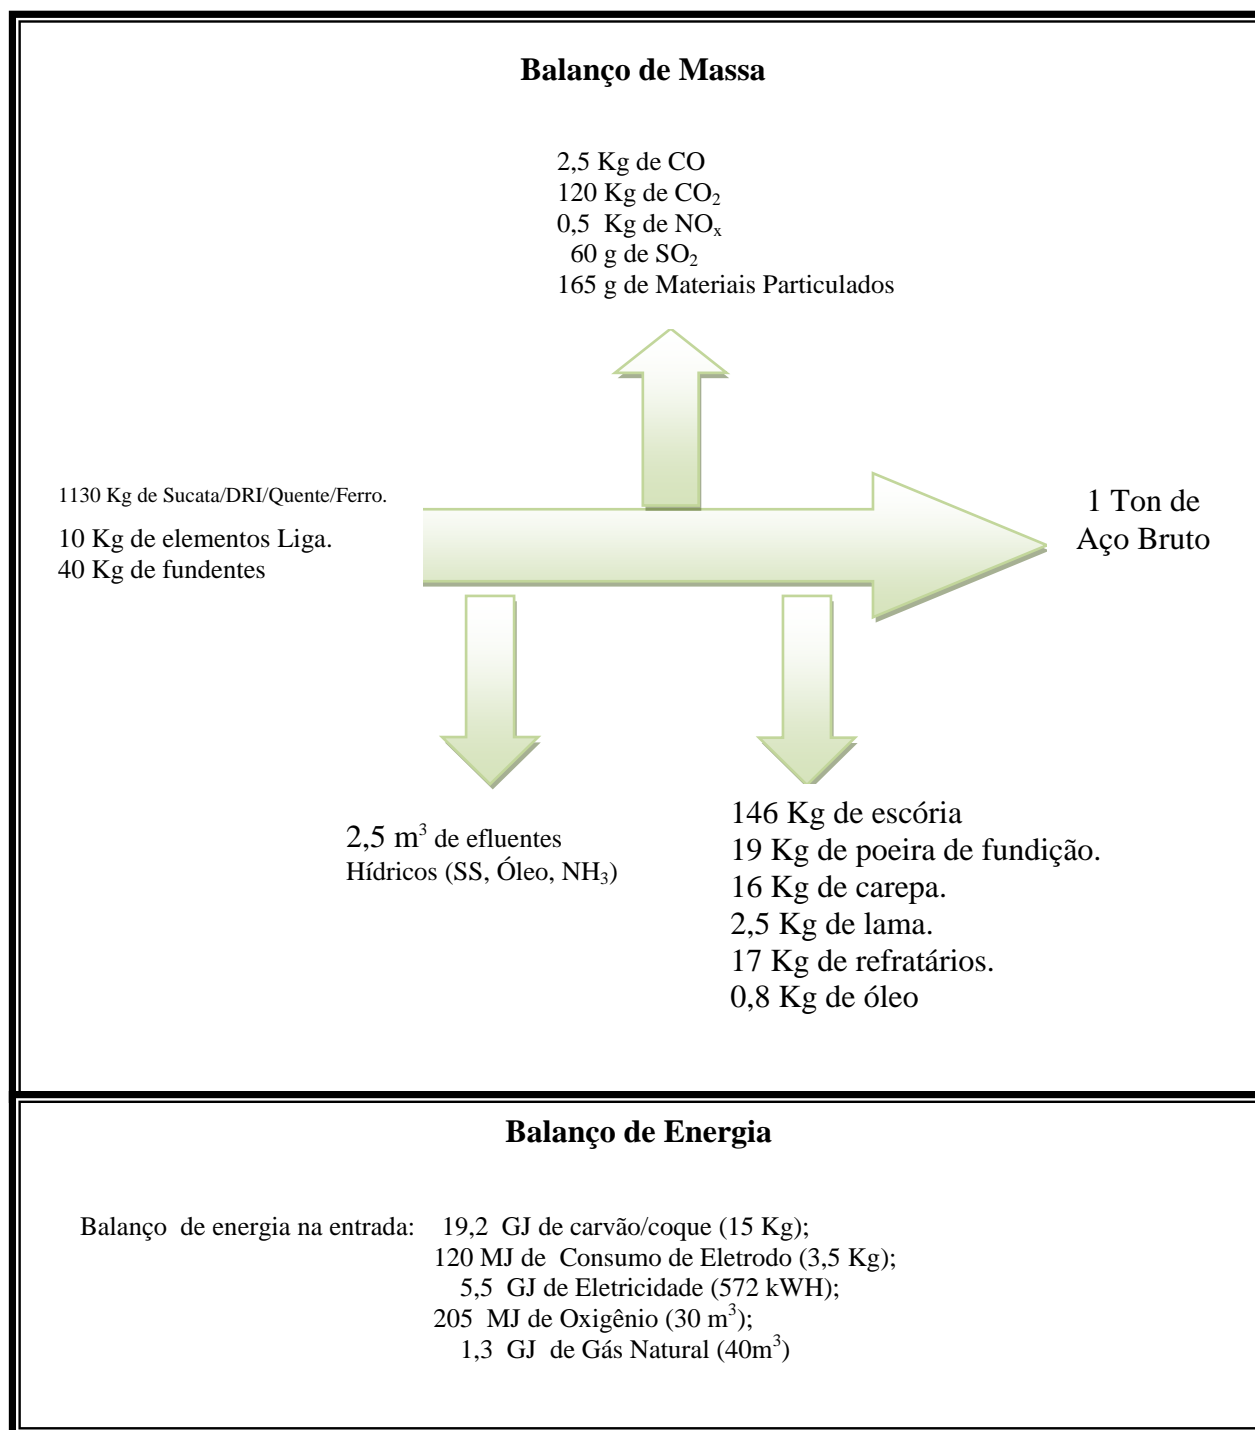 Balanço de Massa
2,5 Kg de CO
120 Kg de CO₂
0,5 Kg de NOₓ
60 g de SO₂
165 g de Materiais Particulados
1130 Kg de Sucata/DRI/Quente/Ferro.
10 Kg de elementos Liga.
40 Kg de fundentes
1 Ton de
Aço Bruto
2,5 m³ de efluentes
Hídricos (SS, Óleo, NH₃)
146 Kg de escória
19 Kg de poeira de fundição.
16 Kg de carepa.
2,5 Kg de lama.
17 Kg de refratários.
0,8 Kg de óleo
Balanço de Energia
Balanço de energia na entrada: 19,2 GJ de carvão/coque (15 Kg);
120 MJ de Consumo de Eletrodo (3,5 Kg);
5,5 GJ de Eletricidade (572 kWH);
205 MJ de Oxigênio (30 m³);
1,3 GJ de Gás Natural (40m³)